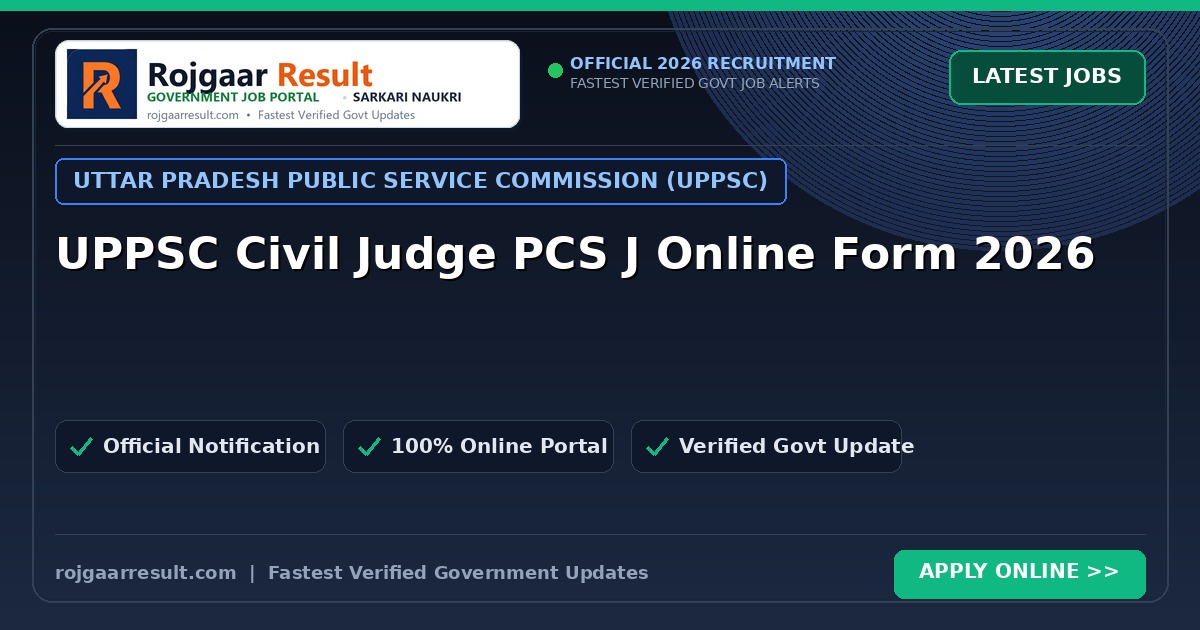 Rojgaar Result
GOVERNMENT JOB PORTAL • SARKARI NAUKRI
rojgaarresult.com • Fastest Verified Govt Updates
OFFICIAL 2026 RECRUITMENT
FASTEST VERIFIED GOVT JOB ALERTS
LATEST JOBS
UTTAR PRADESH PUBLIC SERVICE COMMISSION (UPPSC)
UPPSC Civil Judge PCS J Online Form 2026
Official Notification
100% Online Portal
Verified Govt Update
rojgaarresult.com | Fastest Verified Government Updates
APPLY ONLINE >>